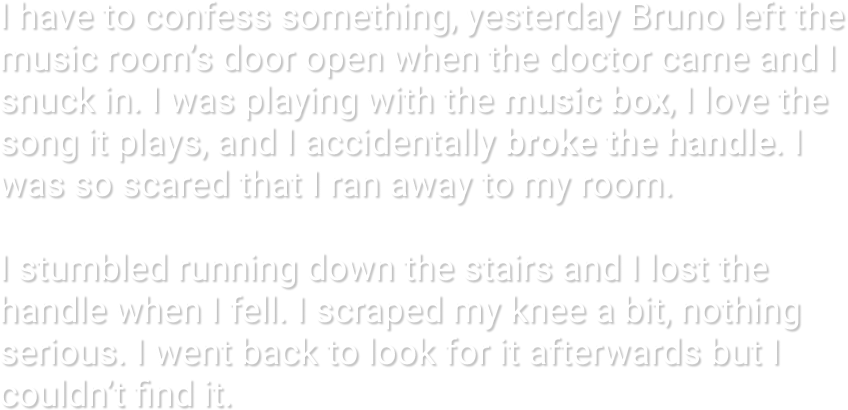 I have to confess something, yesterday Bruno left the
music room’s door open when the doctor came and I
snuck in. I was playing with the music box, I love the
song it plays, and I accidentally broke the handle. I
was so scared that I ran away to my room.

I stumbled running down the stairs and I lost the
handle when I fell. I scraped my knee a bit, nothing
serious. I went back to look for it afterwards but I
couldn’t find it.